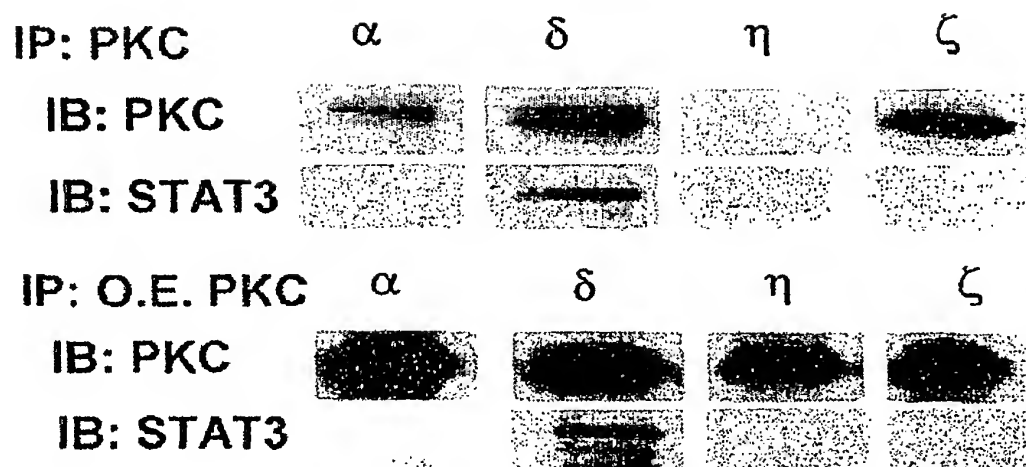 IP: PKC α δ η ζ
IB: PKC
IB: STAT3
IP: O.E. PKC α δ η ζ
IB: PKC
IB: STAT3